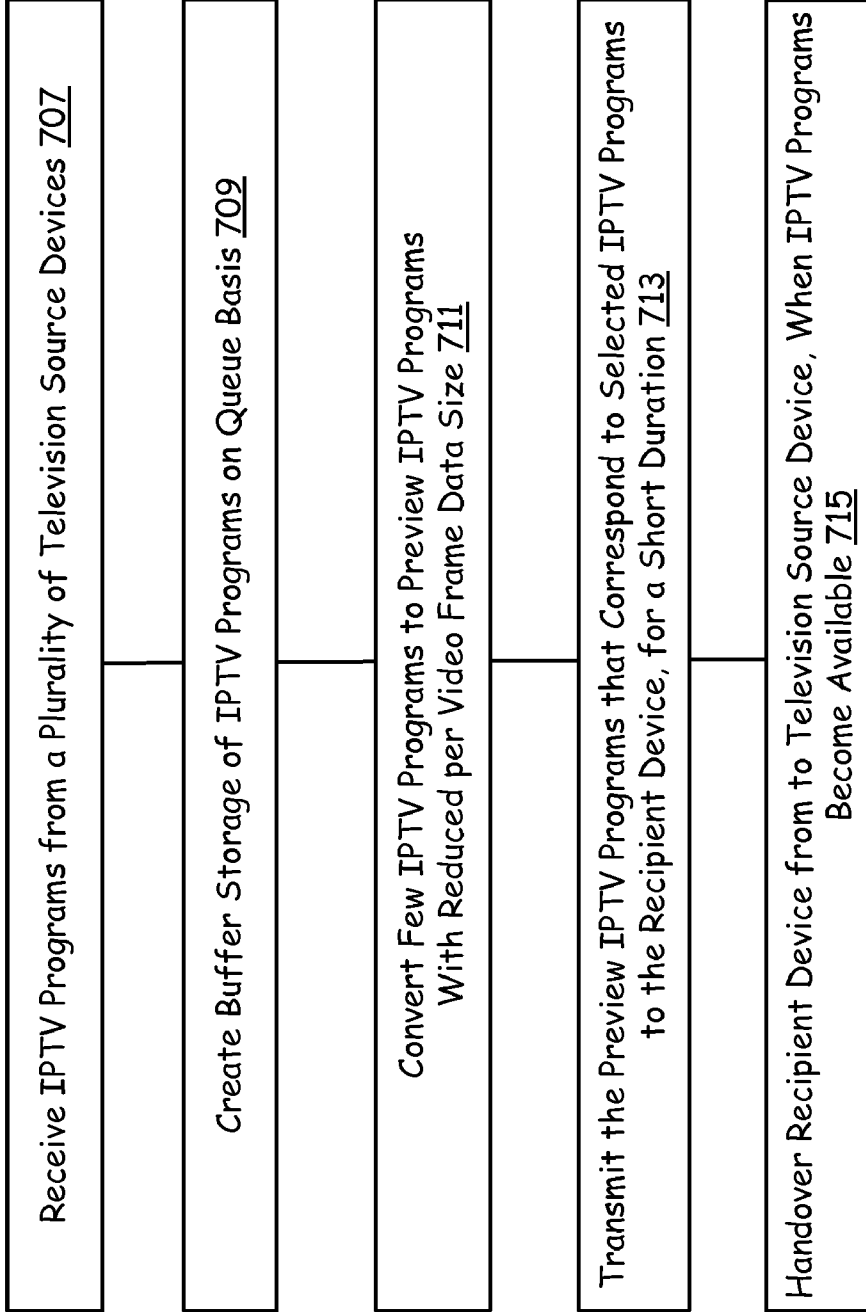 Receive IPTV Programs from a Plurality of Television Source Devices 707
Create Buffer Storage of IPTV Programs on Queue Basis 709
Convert Few IPTV Programs to Preview IPTV Programs
With Reduced per Video Frame Data Size 711
Transmit the Preview IPTV Programs that Correspond to Selected IPTV Programs
to the Recipient Device, for a Short Duration 713
Handover Recipient Device from to Television Source Device, When IPTV Programs
Become Available 715